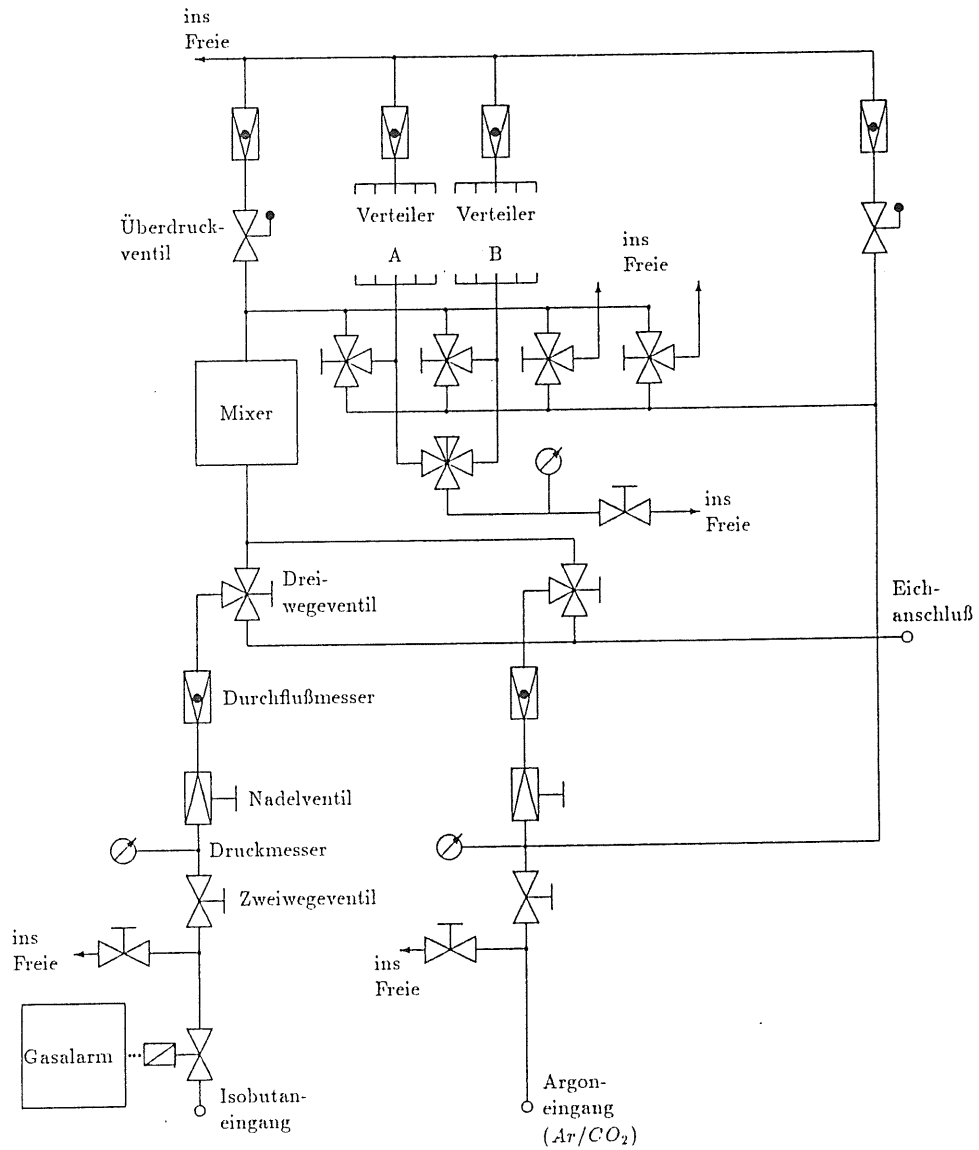 ins
Freie
Verteiler
Verteiler
Überdruck-
ventil
A
B
ins
Freie
Mixer
ins
Freie
Drei-
wegeventil
Eich-
anschluß
Durchflußmesser
Nadelventil
Druckmesser
Zweiwegeventil
ins
Freie
ins
Freie
Gasalarm
Isobutan-
eingang
Argon-
eingang
(Ar/CO₂)